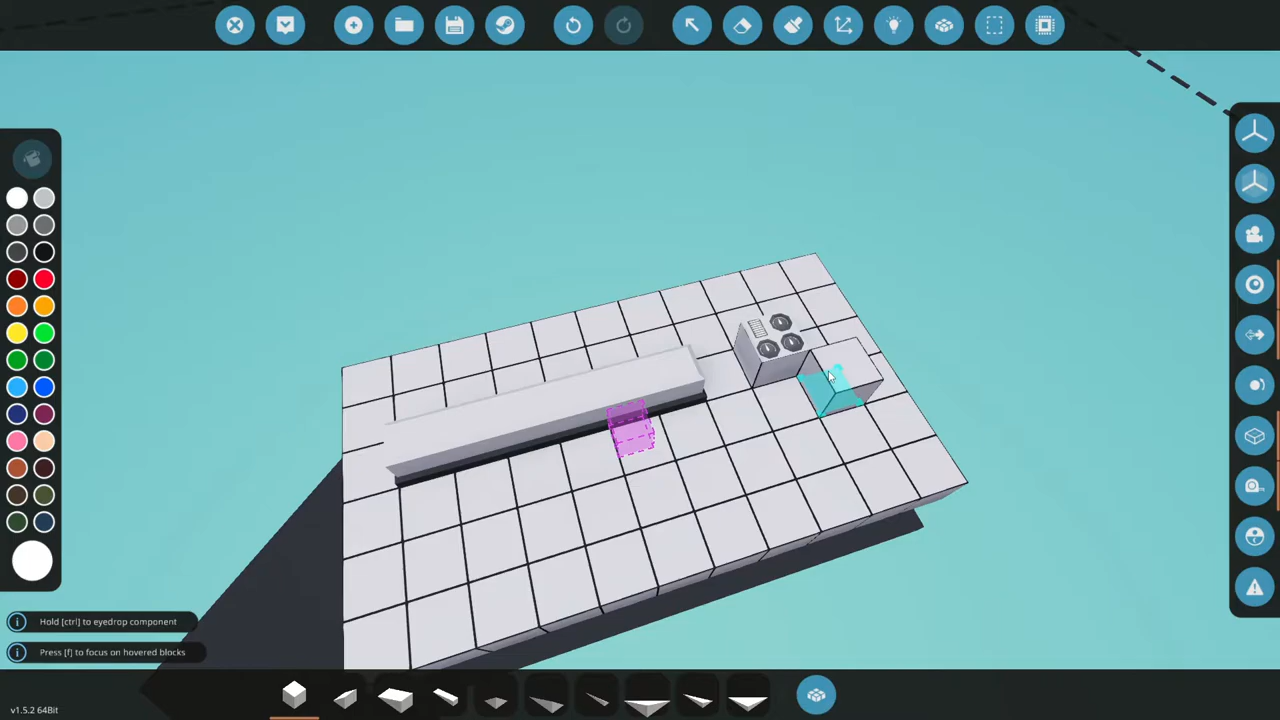 Hold [ctrl] to eyedrop component
Press [f] to focus on hovered blocks
v1.5.2 64Bit